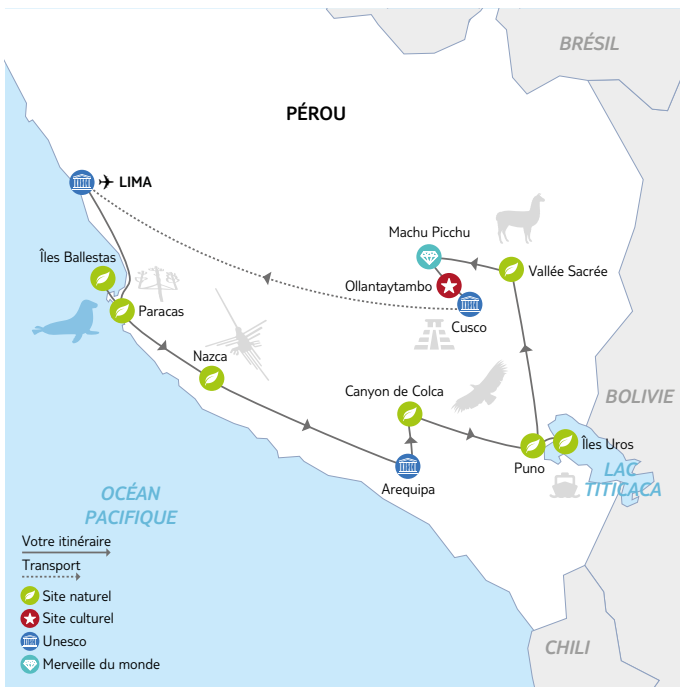 BRÉSIL
PÉROU
LIMA
Machu Picchu
Îles Ballestas
Vallée Sacrée
Ollantaytambo
Paracas
Cusco
Nazca
Canyon de Colca
BOLIVIE
Îles Uros
Puno
LAC
TITICACA
Arequipa
OCÉAN
PACIFIQUE
Votre itinéraire
Transport
Site naturel
Site culturel
Unesco
Merveille du monde
CHILI